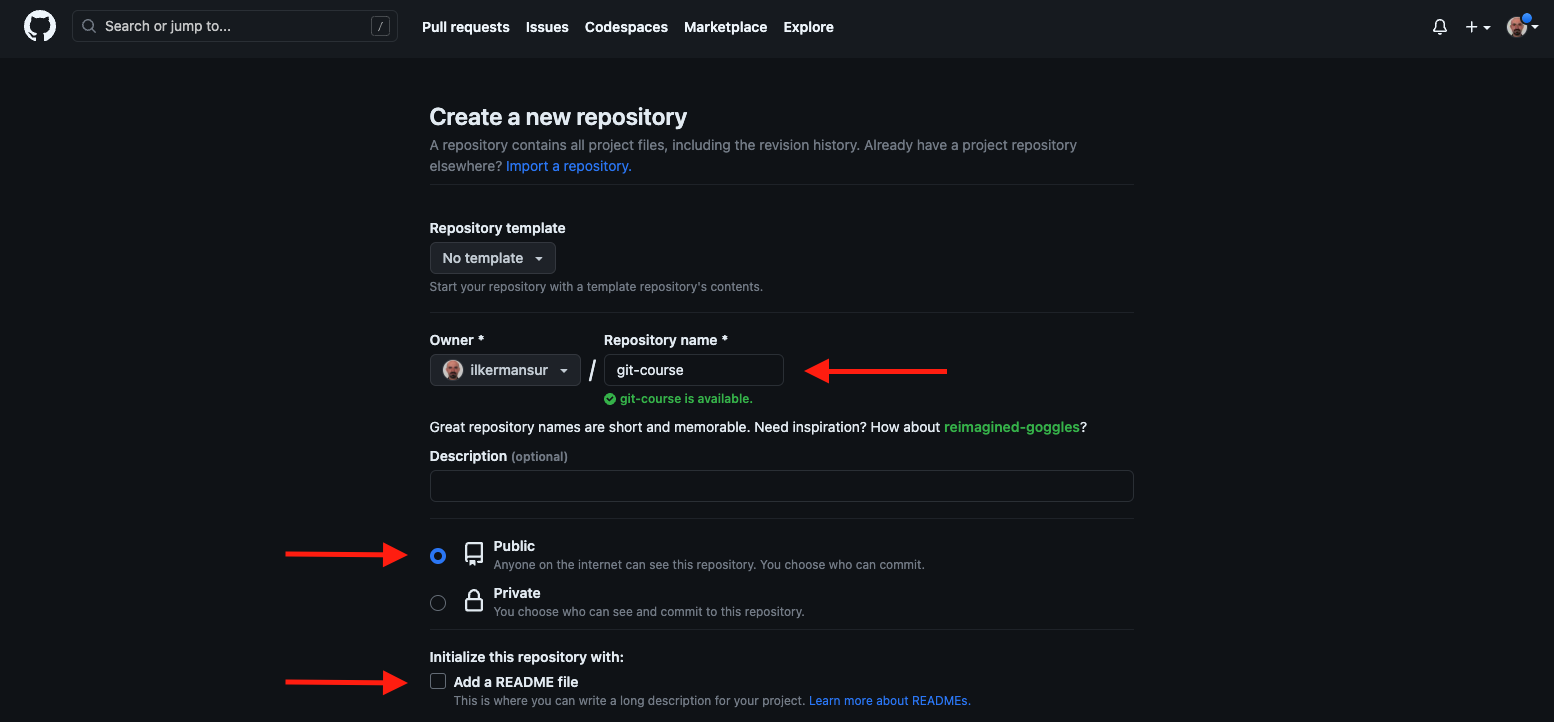 Search or jump to...
/
Pull requests
Issues
Codespaces
Marketplace
Explore
Create a new repository
A repository contains all project files, including the revision history. Already have a project repository
elsewhere? Import a repository.
Repository template
No template
Start your repository with a template repository's contents.
Owner *
Repository name *
ilkermansur
/
git-course
git-course is available.
Great repository names are short and memorable. Need inspiration? How about reimagined-goggles?
Description (optional)
Public
Anyone on the internet can see this repository. You choose who can commit.
Private
You choose who can see and commit to this repository.
Initialize this repository with:
Add a README file
This is where you can write a long description for your project. Learn more about READMEs.